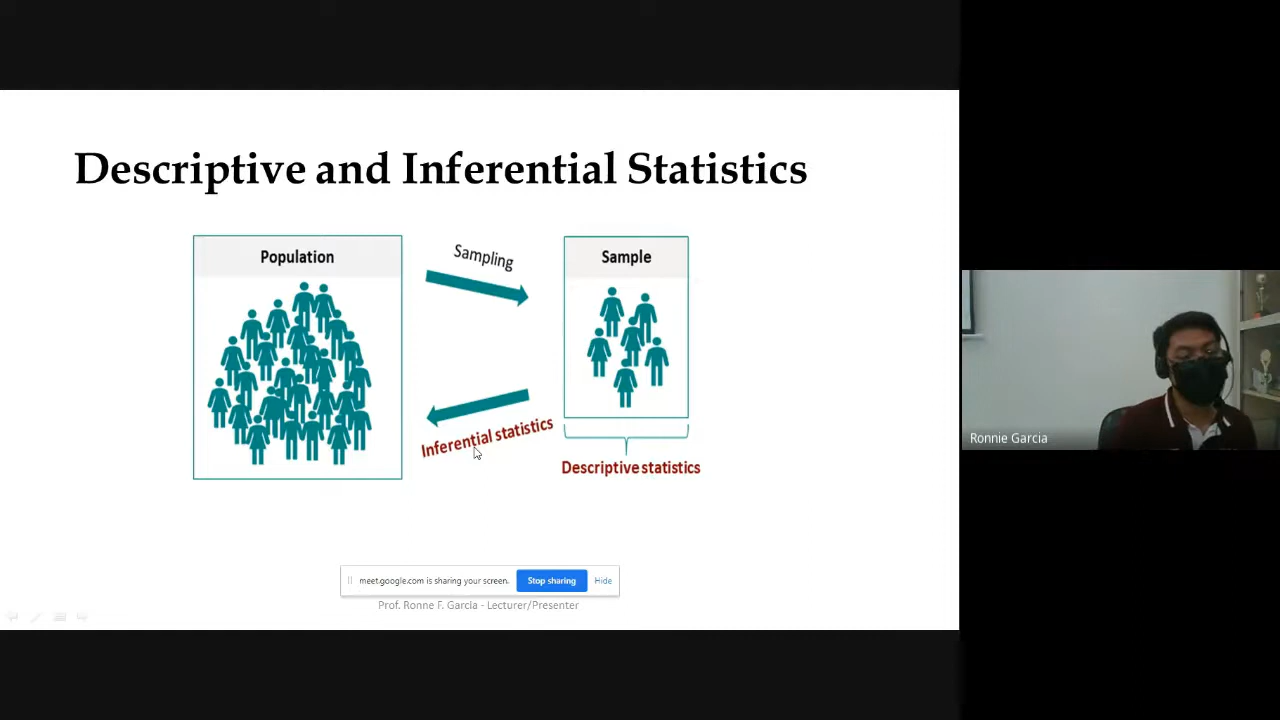 Descriptive and Inferential Statistics
Population
Sampling
Sample
Inferential statistics
Descriptive statistics
meet.google.com is sharing your screen.
Stop sharing
Hide
Prof. Ronne F. Garcia - Lecturer/Presenter
Ronnie Garcia